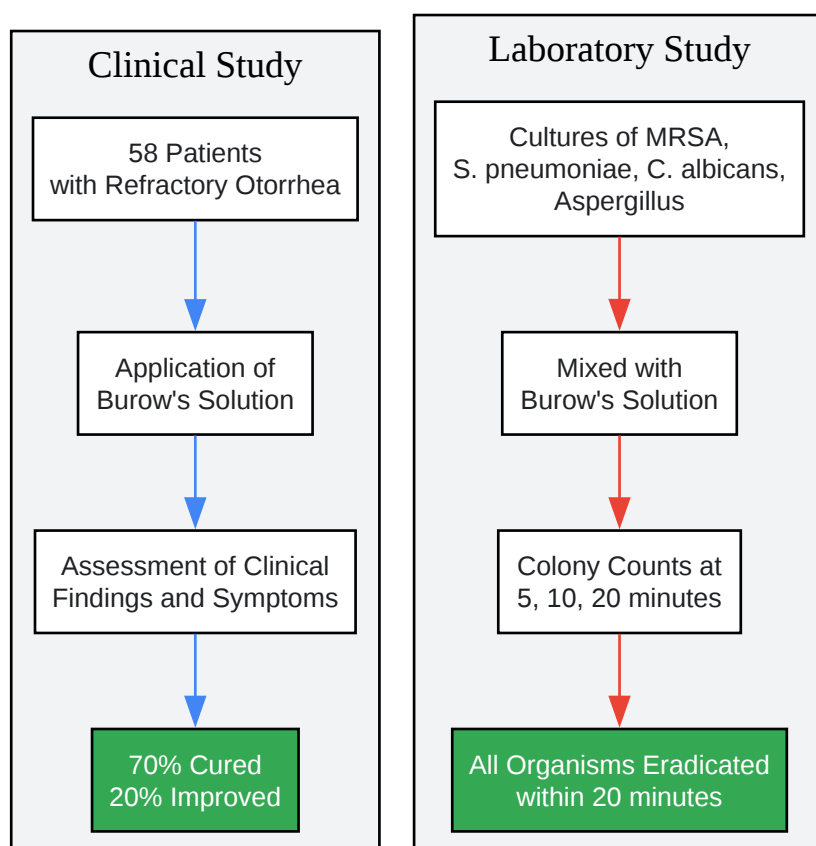 Clinical Study
58 Patients
with Refractory Otorrhea
Application of
Burow's Solution
Assessment of Clinical
Findings and Symptoms
70% Cured
20% Improved
Laboratory Study
Cultures of MRSA,
S. pneumoniae, C. albicans,
Aspergillus
Mixed with
Burow's Solution
Colony Counts at
5, 10, 20 minutes
All Organisms Eradicated
within 20 minutes